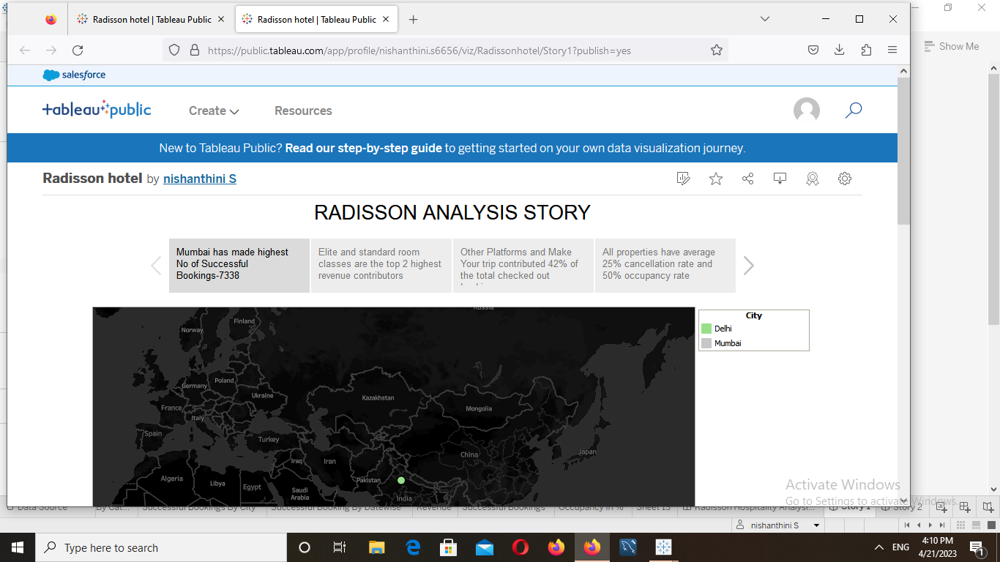 Radisson hotel | Tableau Public
Radisson hotel | Tableau Public
https://public.tableau.com/app/profile/nishanthini.s6656/viz/Radissonhotel/Story1?publish=yes
Show Me
salesforce
tableau public
Create
Resources
New to Tableau Public? Read our step-by-step guide to getting started on your own data visualization journey.
Radisson hotel by nishanthini S
RADISSON ANALYSIS STORY
Mumbai has made highest
No of Successful
Bookings-7338
Elite and standard room
classes are the top 2 highest
revenue contributors
Other Platforms and Make
Your trip contributed 42% of
the total checked out
All properties have average
25% cancellation rate and
50% occupancy rate
City
Delhi
Mumbai
Russia
Finland
Norway
Poland
Germany
Ukraine
France
Italy
Spain
Turkey
Kazakhstan
Mongolia
China
Japan
Iraq
Iran
Pakistan
India
Algeria
Libya
Egypt
Saudi
Arabia
Activate Windows
Go to Settings to activate Windows.
Data Source
By Cat...
Successful Bookings By City
Successful Booking By Datewise
Revenue
Successful Bookings
Occupancy in %
Sheet 13
Radisson Hospitality Analysi...
Story 1
Story 2
nishanthini S
Type here to search
ENG
4:10 PM
4/21/2023
1